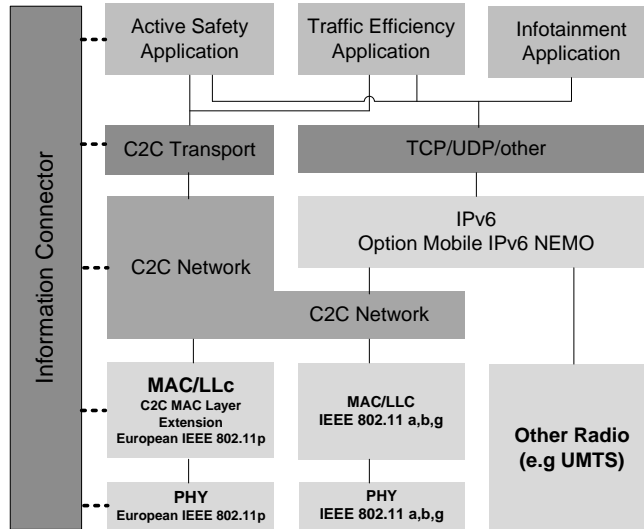 Information Connector
Active Safety
Application
Traffic Efficiency
Application
Infotainment
Application
C2C Transport
TCP/UDP/other
C2C Network
IPv6
Option Mobile IPv6 NEMO
C2C Network
MAC/LLc
C2C MAC Layer
Extension
European IEEE 802.11p
MAC/LLC
IEEE 802.11 a,b,g
Other Radio
(e.g UMTS)
PHY
European IEEE 802.11p
PHY
IEEE 802.11 a,b,g